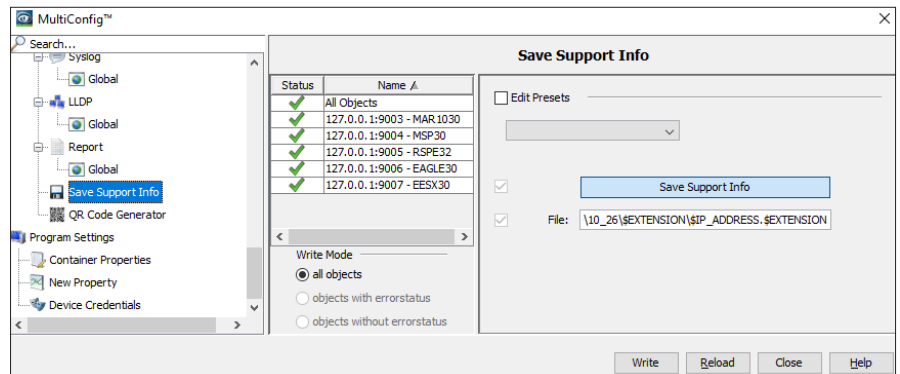 MultiConfig™
Search...
Syslog
Global
LLDP
Global
Report
Global
Save Support Info
QR Code Generator
Program Settings
Container Properties
New Property
Device Credentials
Save Support Info
Status Name
All Objects
127.0.0.1:9003 - MAR1030
127.0.0.1:9004 - MSP30
127.0.0.1:9005 - RSPE32
127.0.0.1:9006 - EAGLE30
127.0.0.1:9007 - EESX30
Write Mode
all objects
objects with errorstatus
objects without errorstatus
Edit Presets
Save Support Info
File: \10_26\$EXTENSION\$IP_ADDRESS.$EXTENSION
Write Reload Close Help